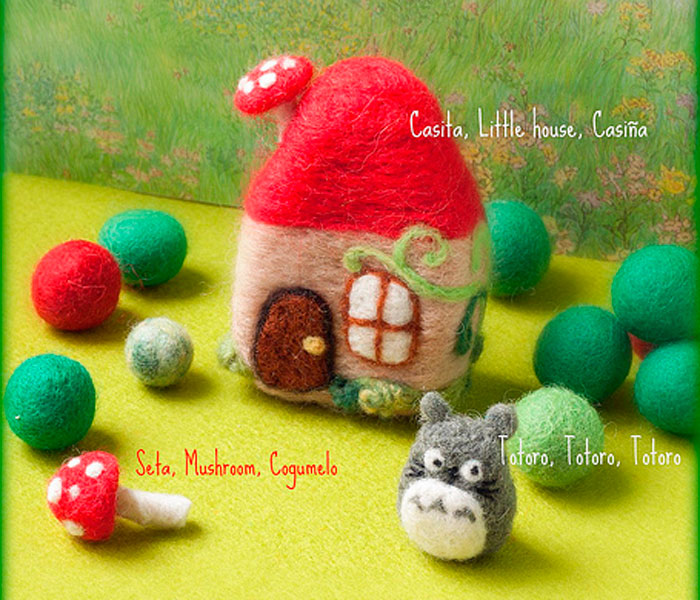 Casita, Little house, Casiña
Seta, Mushroom, Cogumelo
Totoro, Totoro, Totoro